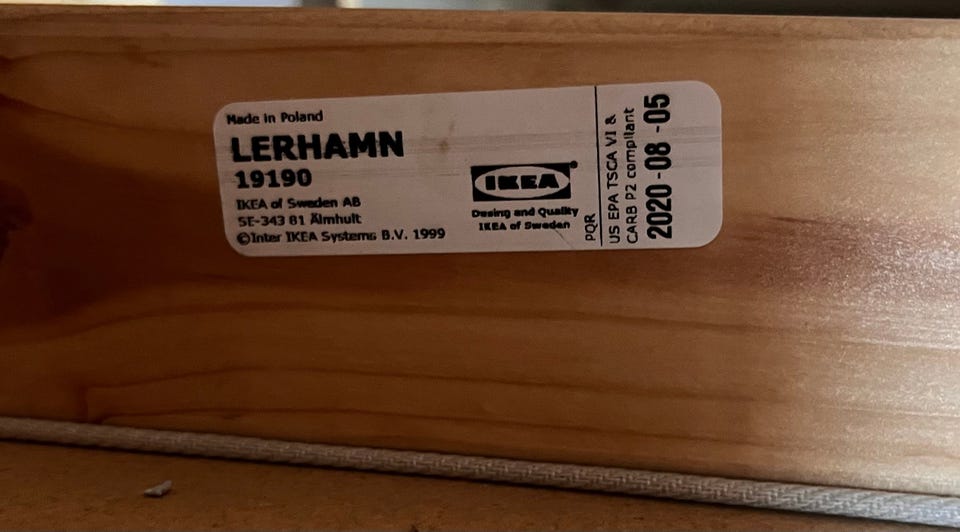 Made in Poland
LERHAMN
19190
IKEA of Sweden AB
SE-343 81 Älmhult
©Inter IKEA Systems B.V. 1999
IKEA
Desing and Quality
IKEA of Sweden
PQR
US EPA TSCA VI &
CARB P2 compliant
2020-08-05